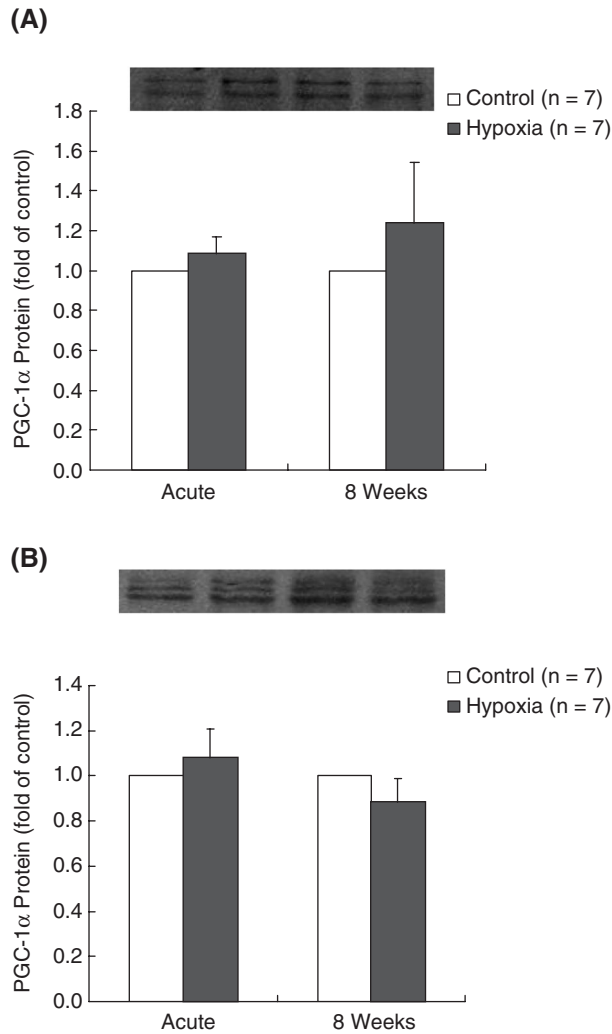 (A)
Control (n = 7)
Hypoxia (n = 7)
PGC-1α Protein (fold of control)
1.8
1.6
1.4
1.2
1.0
0.8
0.6
0.4
0.2
0.0
Acute
8 Weeks
(B)
Control (n = 7)
Hypoxia (n = 7)
PGC-1α Protein (fold of control)
1.4
1.2
1.0
0.8
0.6
0.4
0.2
0.0
Acute
8 Weeks